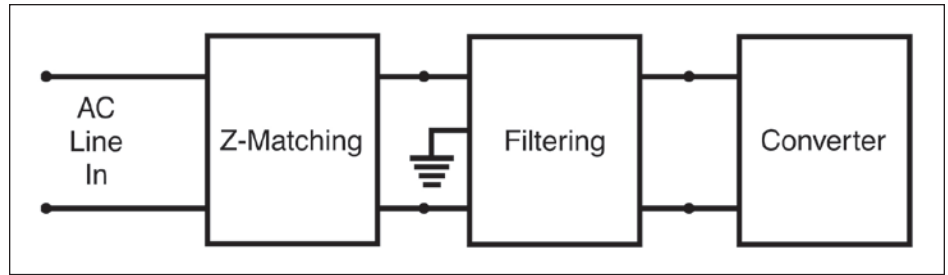 AC
Line
In
Z-Matching
Filtering
Converter